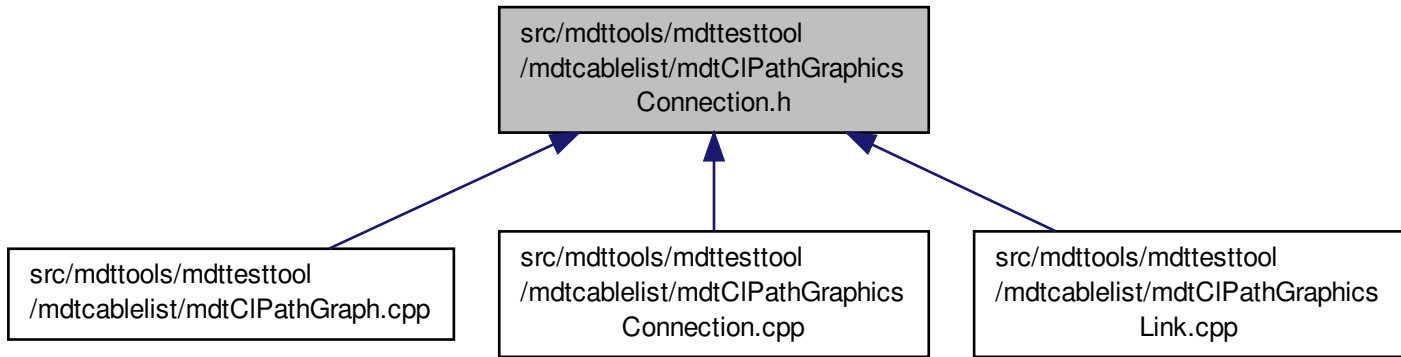 src/mdttools/mdttesttool
/mdtcablelist/mdtClPathGraphics
Connection.h
src/mdttools/mdttesttool
/mdtcablelist/mdtClPathGraph.cpp
src/mdttools/mdttesttool
/mdtcablelist/mdtClPathGraphics
Connection.cpp
src/mdttools/mdttesttool
/mdtcablelist/mdtClPathGraphics
Link.cpp